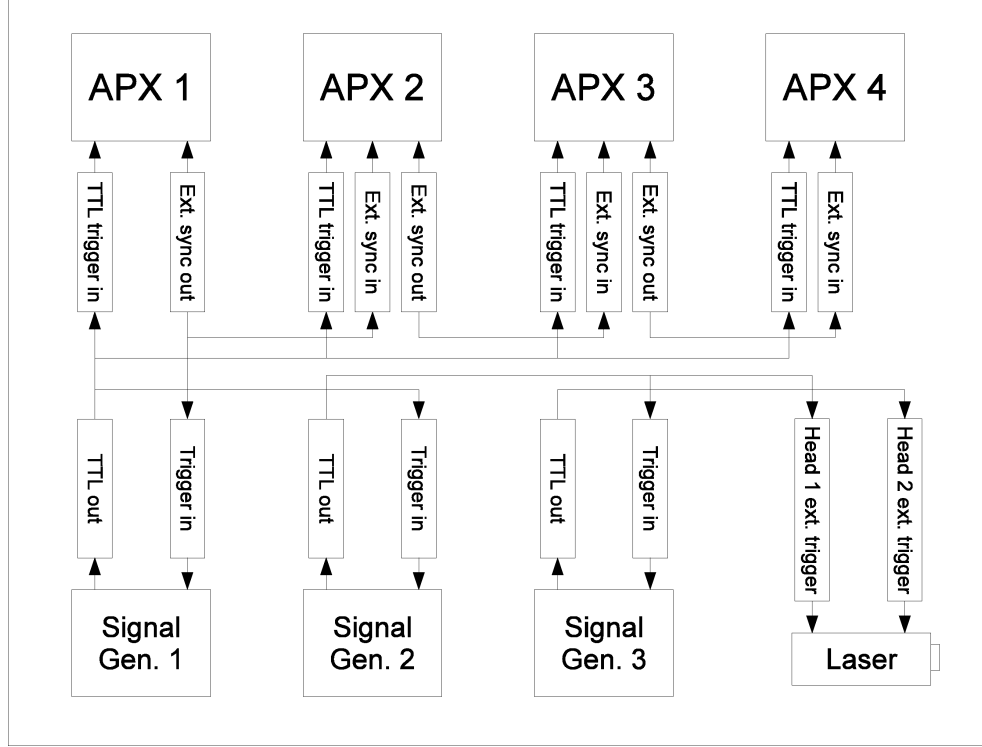 APX 1
APX 2
APX 3
APX 4
TTL trigger in
Ext. sync out
TTL trigger in
Ext. sync in
Ext. sync out
TTL trigger in
Ext. sync in
Ext. sync out
TTL trigger in
Ext. sync in
TTL out
Trigger in
TTL out
Trigger in
TTL out
Trigger in
Head 1 ext. trigger
Head 2 ext. trigger
Signal
Gen. 1
Signal
Gen. 2
Signal
Gen. 3
Laser